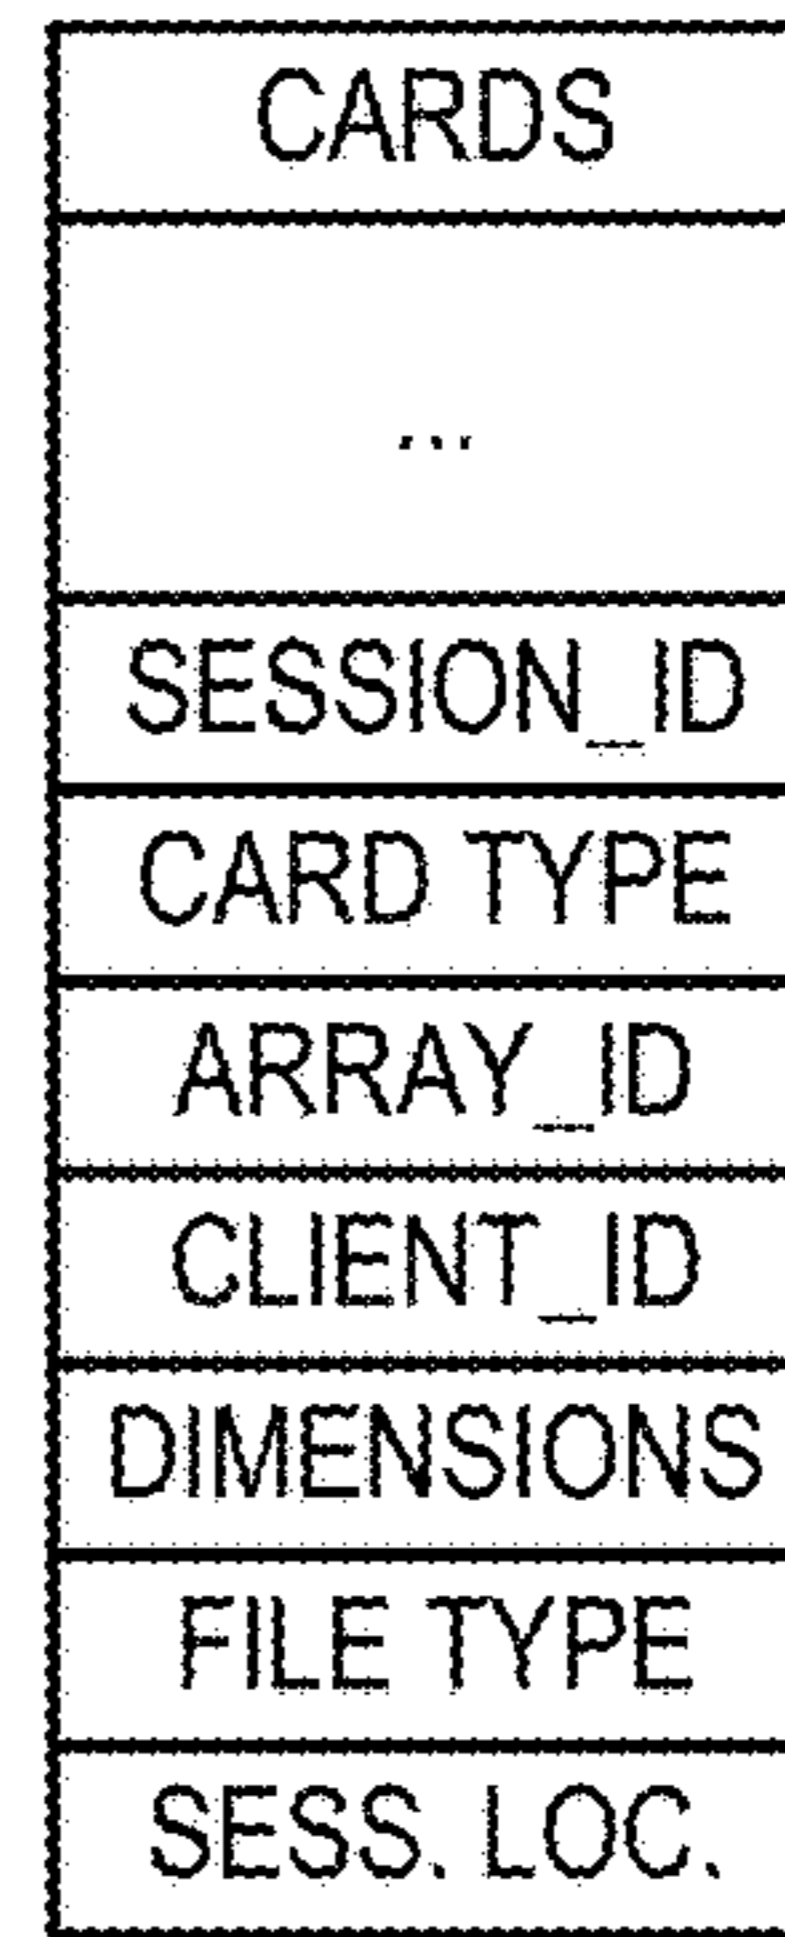 CARDS
...
SESSION_ID
CARD TYPE
ARRAY_ID
CLIENT_ID
DIMENSIONS
FILE TYPE
SESS. LOC.